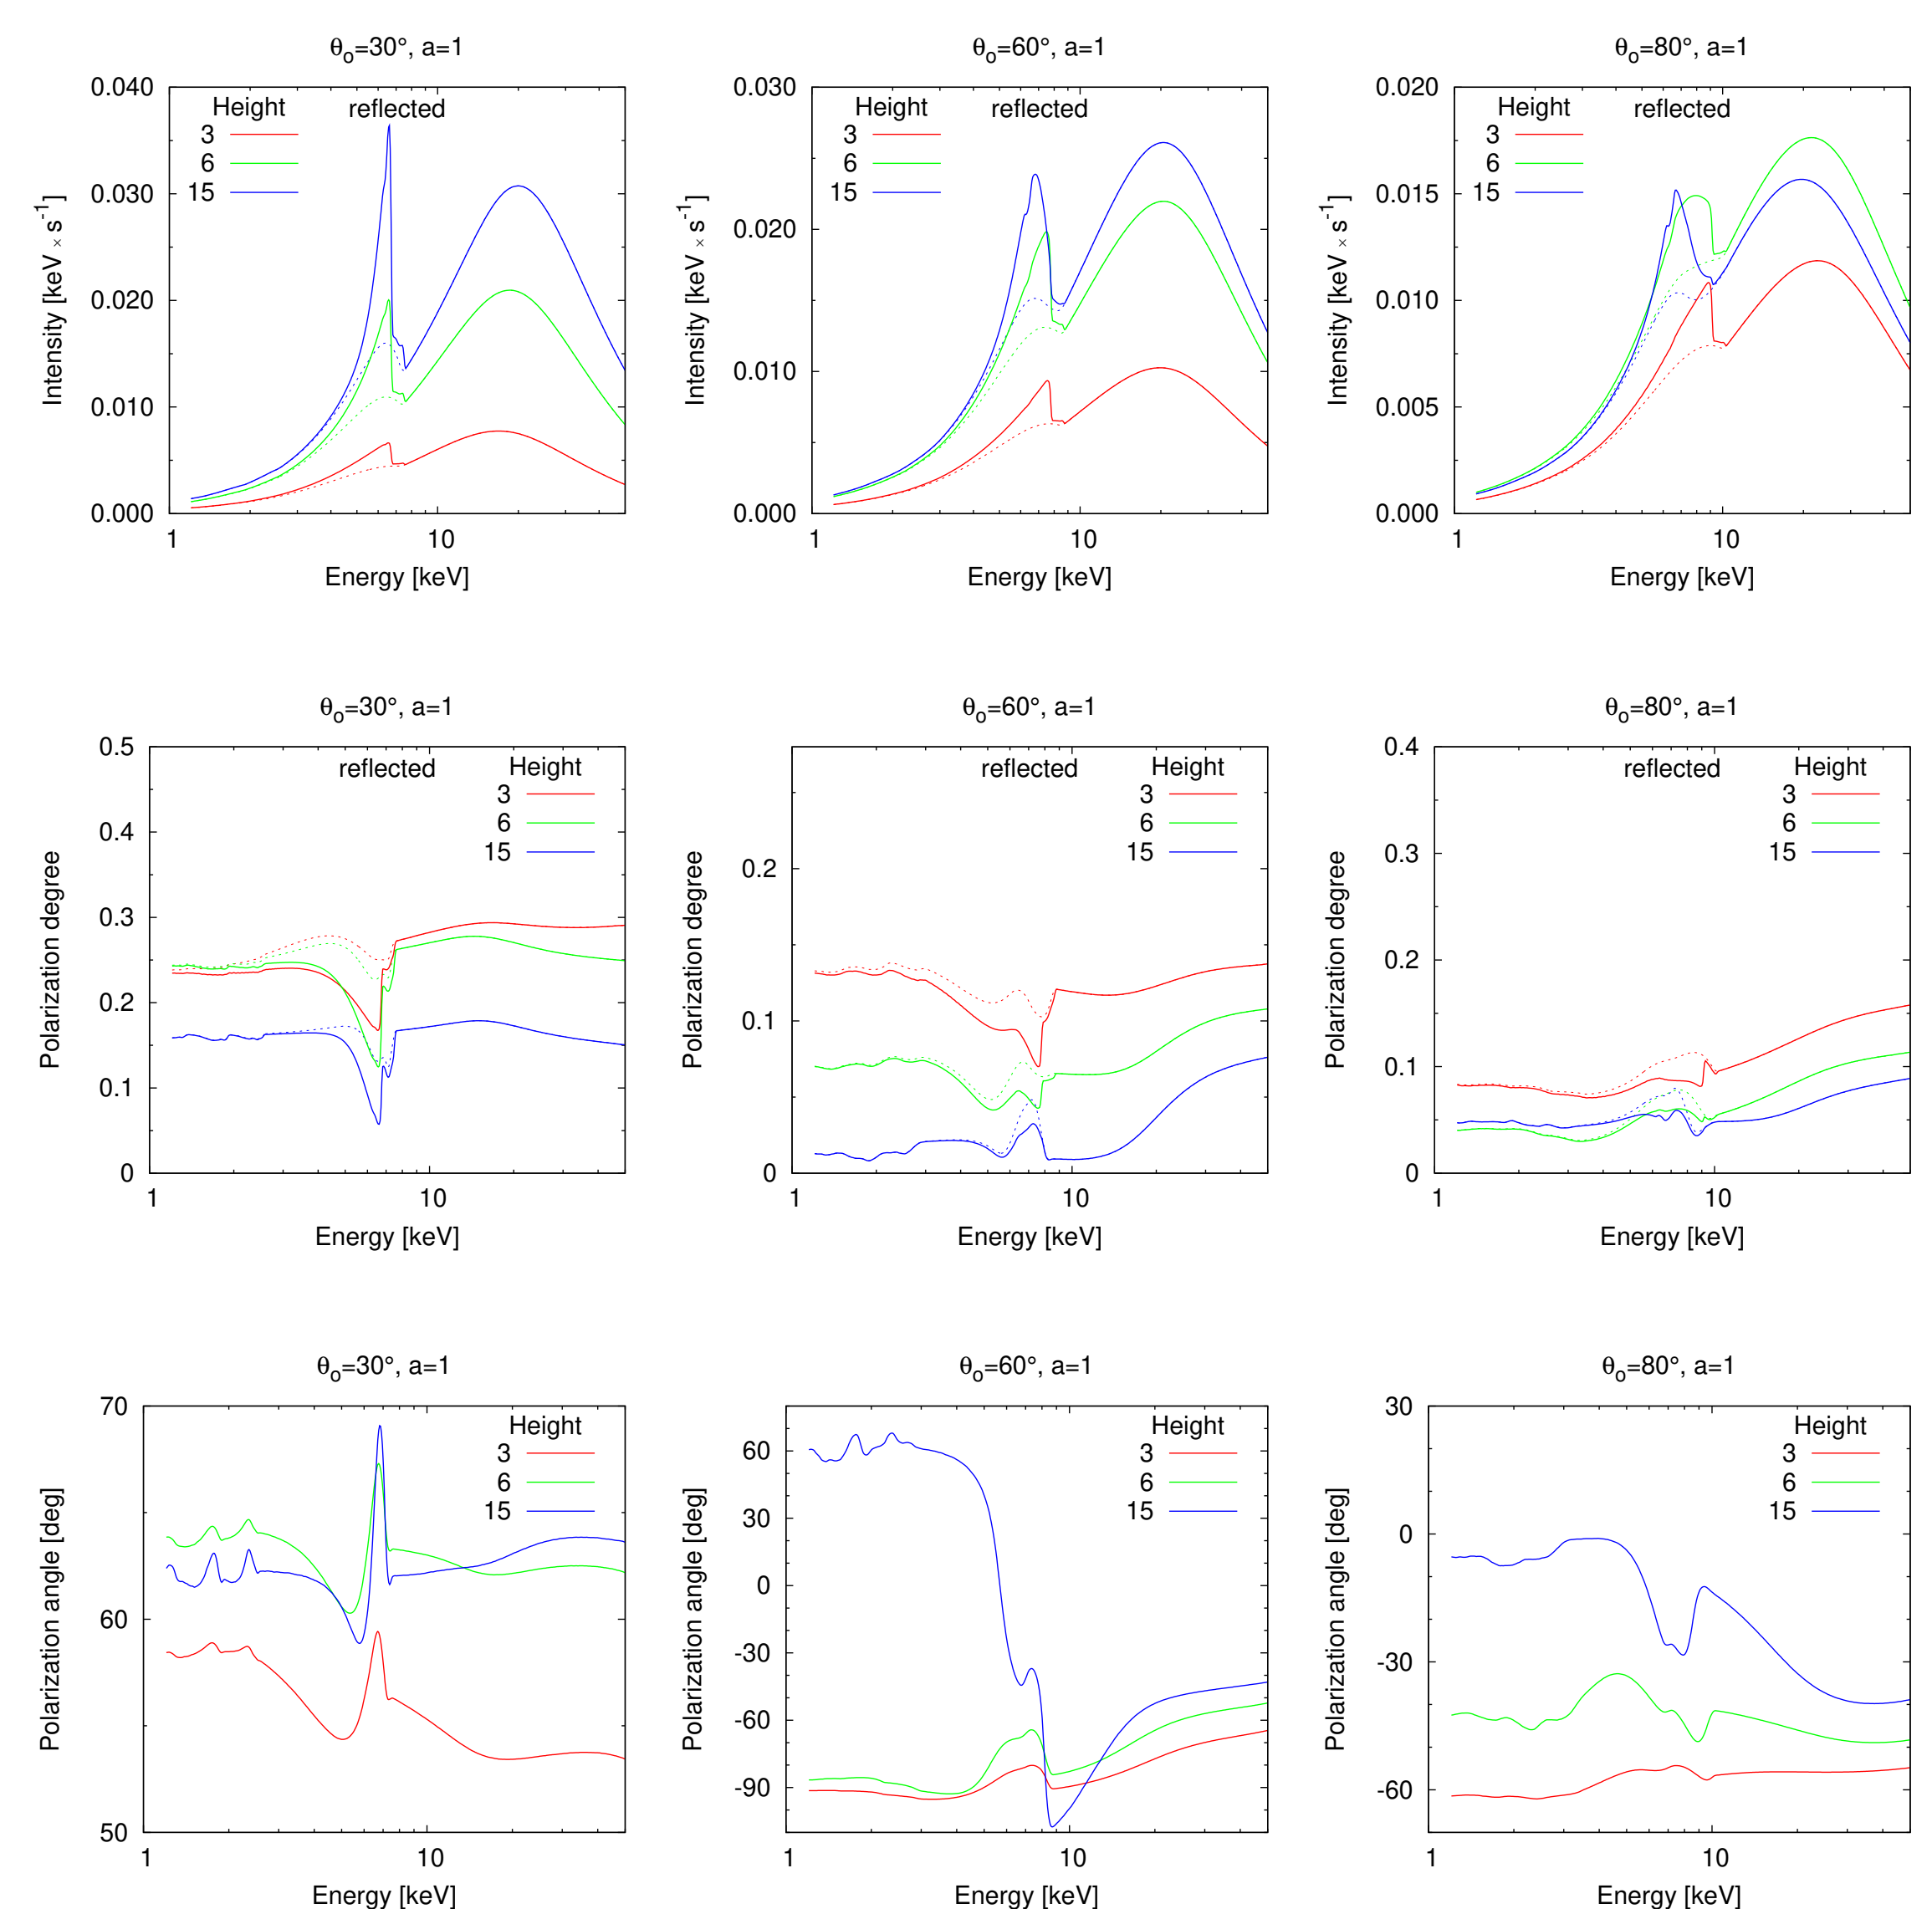 θo=30°, a=1
θo=60°, a=1
θo=80°, a=1
0.040
0.030
0.020
0.010
0.000
Height
3
6
15
reflected
Intensity [keV × s-1]
1
10
Energy [keV]
0.030
0.020
0.010
0.000
Height
3
6
15
reflected
Intensity [keV × s-1]
1
10
Energy [keV]
0.020
0.015
0.010
0.005
0.000
Height
3
6
15
reflected
Intensity [keV × s-1]
1
10
Energy [keV]
θo=30°, a=1
θo=60°, a=1
θo=80°, a=1
0.5
0.4
0.3
0.2
0.1
0
reflected
Height
3
6
15
Polarization degree
1
10
Energy [keV]
0.2
0.1
0
reflected
Height
3
6
15
Polarization degree
1
10
Energy [keV]
0.4
0.3
0.2
0.1
0
reflected
Height
3
6
15
Polarization degree
1
10
Energy [keV]
θo=30°, a=1
θo=60°, a=1
θo=80°, a=1
70
60
50
Height
3
6
15
Polarization angle [deg]
1
10
Energy [keV]
60
30
0
-30
-60
-90
Height
3
6
15
Polarization angle [deg]
1
10
Energy [keV]
30
0
-30
-60
Height
3
6
15
Polarization angle [deg]
1
10
Energy [keV]